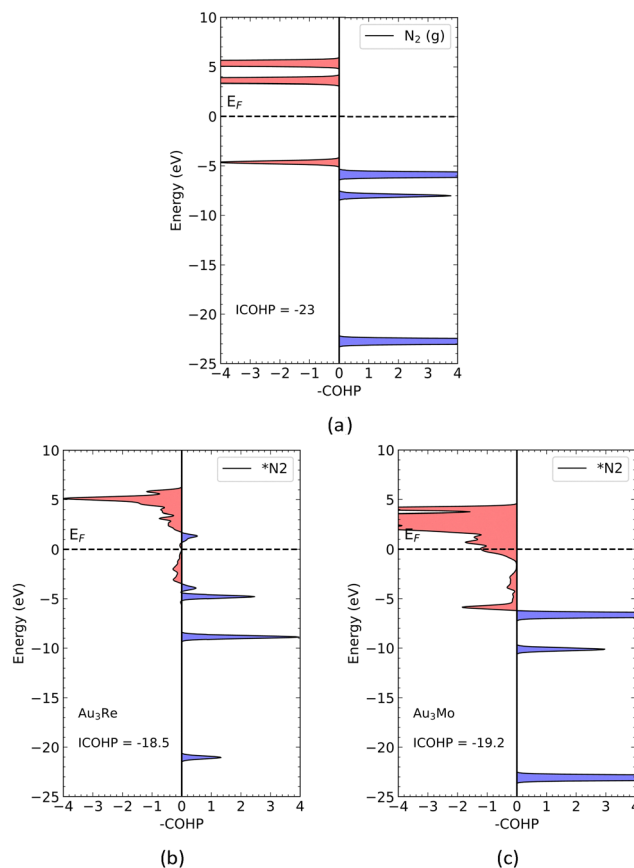 10
5
0
−5
−10
−15
−20
−25
Energy (eV)
N₂ (g)
E_F
ICOHP = -23
−4 −3 −2 −1 0 1 2 3 4
-COHP
(a)
10
5
0
−5
−10
−15
−20
−25
Energy (eV)
*N2
E_F
Au₃Re
ICOHP = -18.5
−4 −3 −2 −1 0 1 2 3 4
-COHP
(b)
10
5
0
−5
−10
−15
−20
−25
Energy (eV)
*N2
E_F
Au₃Mo
ICOHP = -19.2
−4 −3 −2 −1 0 1 2 3 4
-COHP
(c)